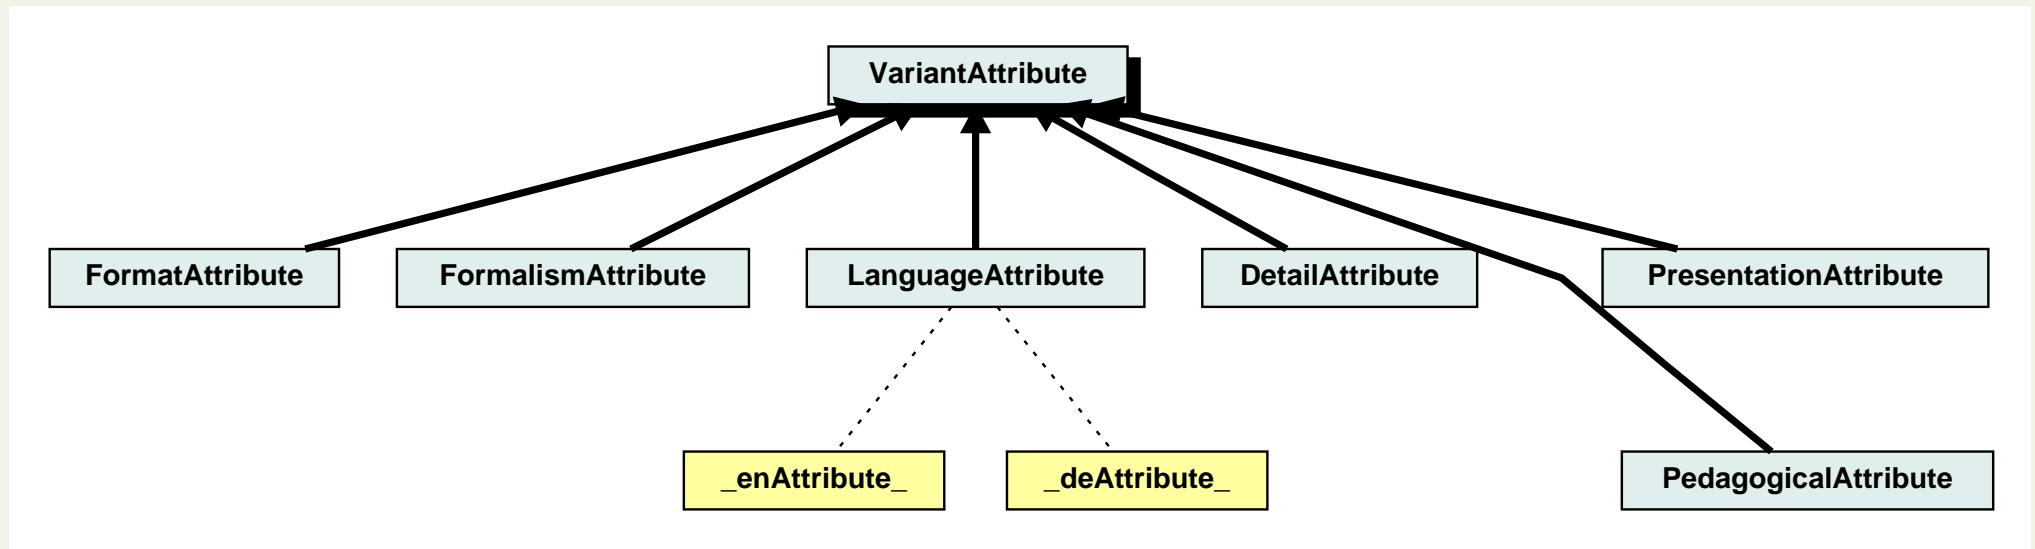 VariantAttribute
FormatAttribute
FormalismAttribute
LanguageAttribute
DetailAttribute
PresentationAttribute
_enAttribute_
_deAttribute_
PedagogicalAttribute